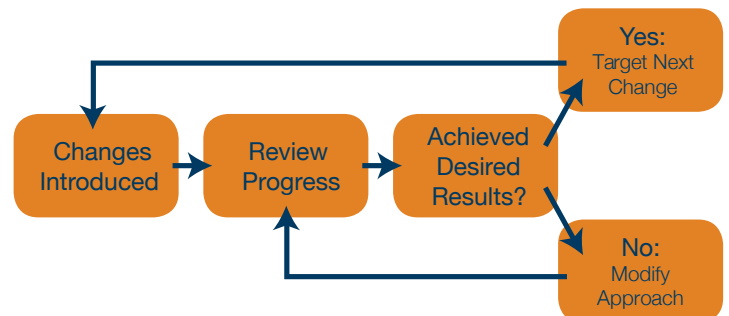 Changes
Introduced
Review
Progress
Achieved
Desired
Results?
Yes:
Target Next
Change
No:
Modify
Approach